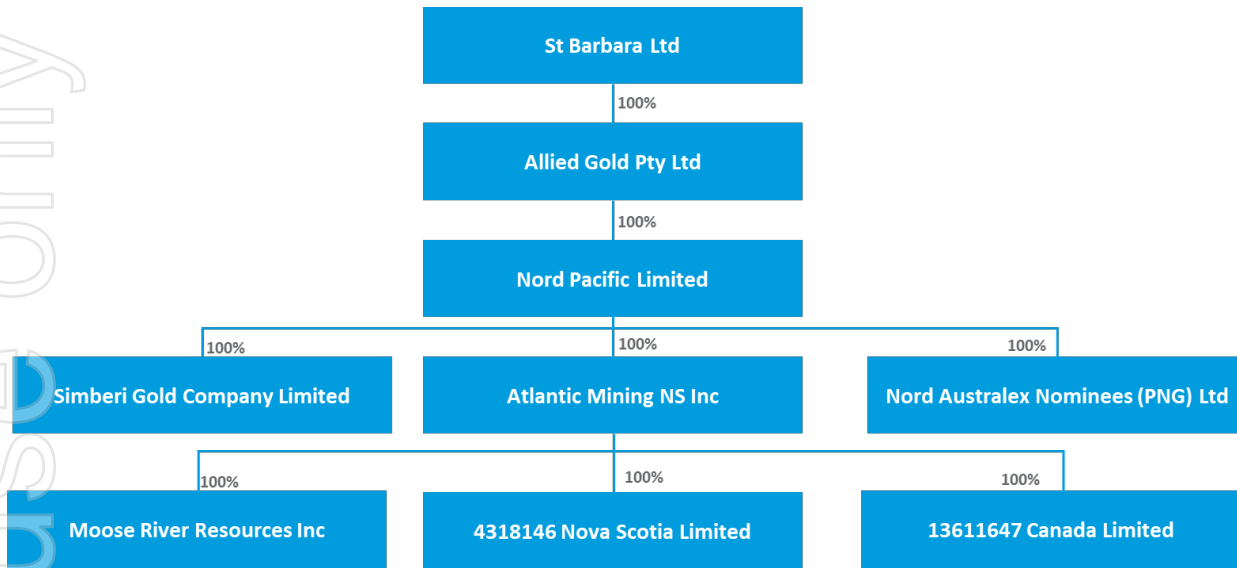 St Barbara Ltd
100%
Allied Gold Pty Ltd
100%
Nord Pacific Limited
100%
100%
100%
Simberi Gold Company Limited
Atlantic Mining NS Inc
Nord Australex Nominees (PNG) Ltd
100%
100%
100%
Moose River Resources Inc
4318146 Nova Scotia Limited
13611647 Canada Limited
use only